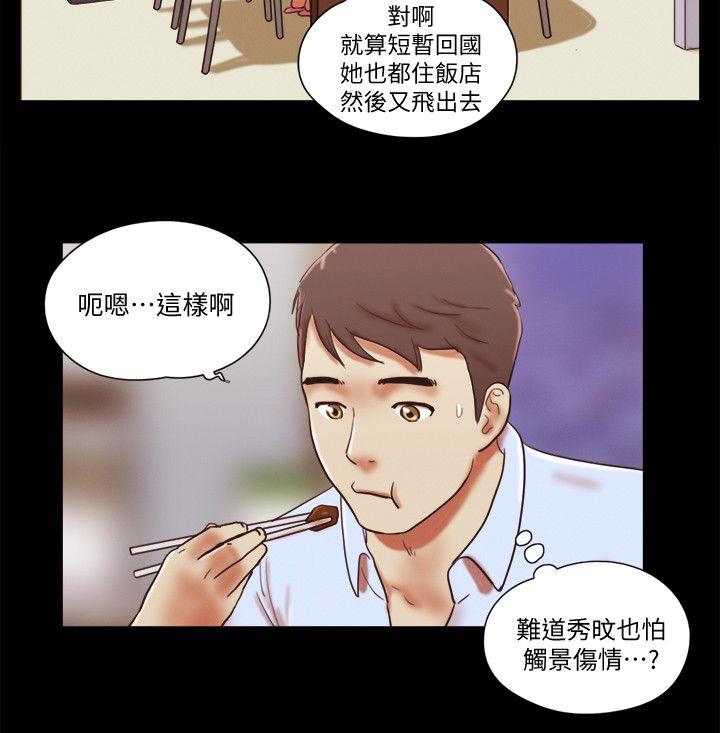 對啊
就算短暫回國
她也都住飯店
然後又飛出去
呃嗯…這樣啊
難道秀旼也怕
觸景傷情…?